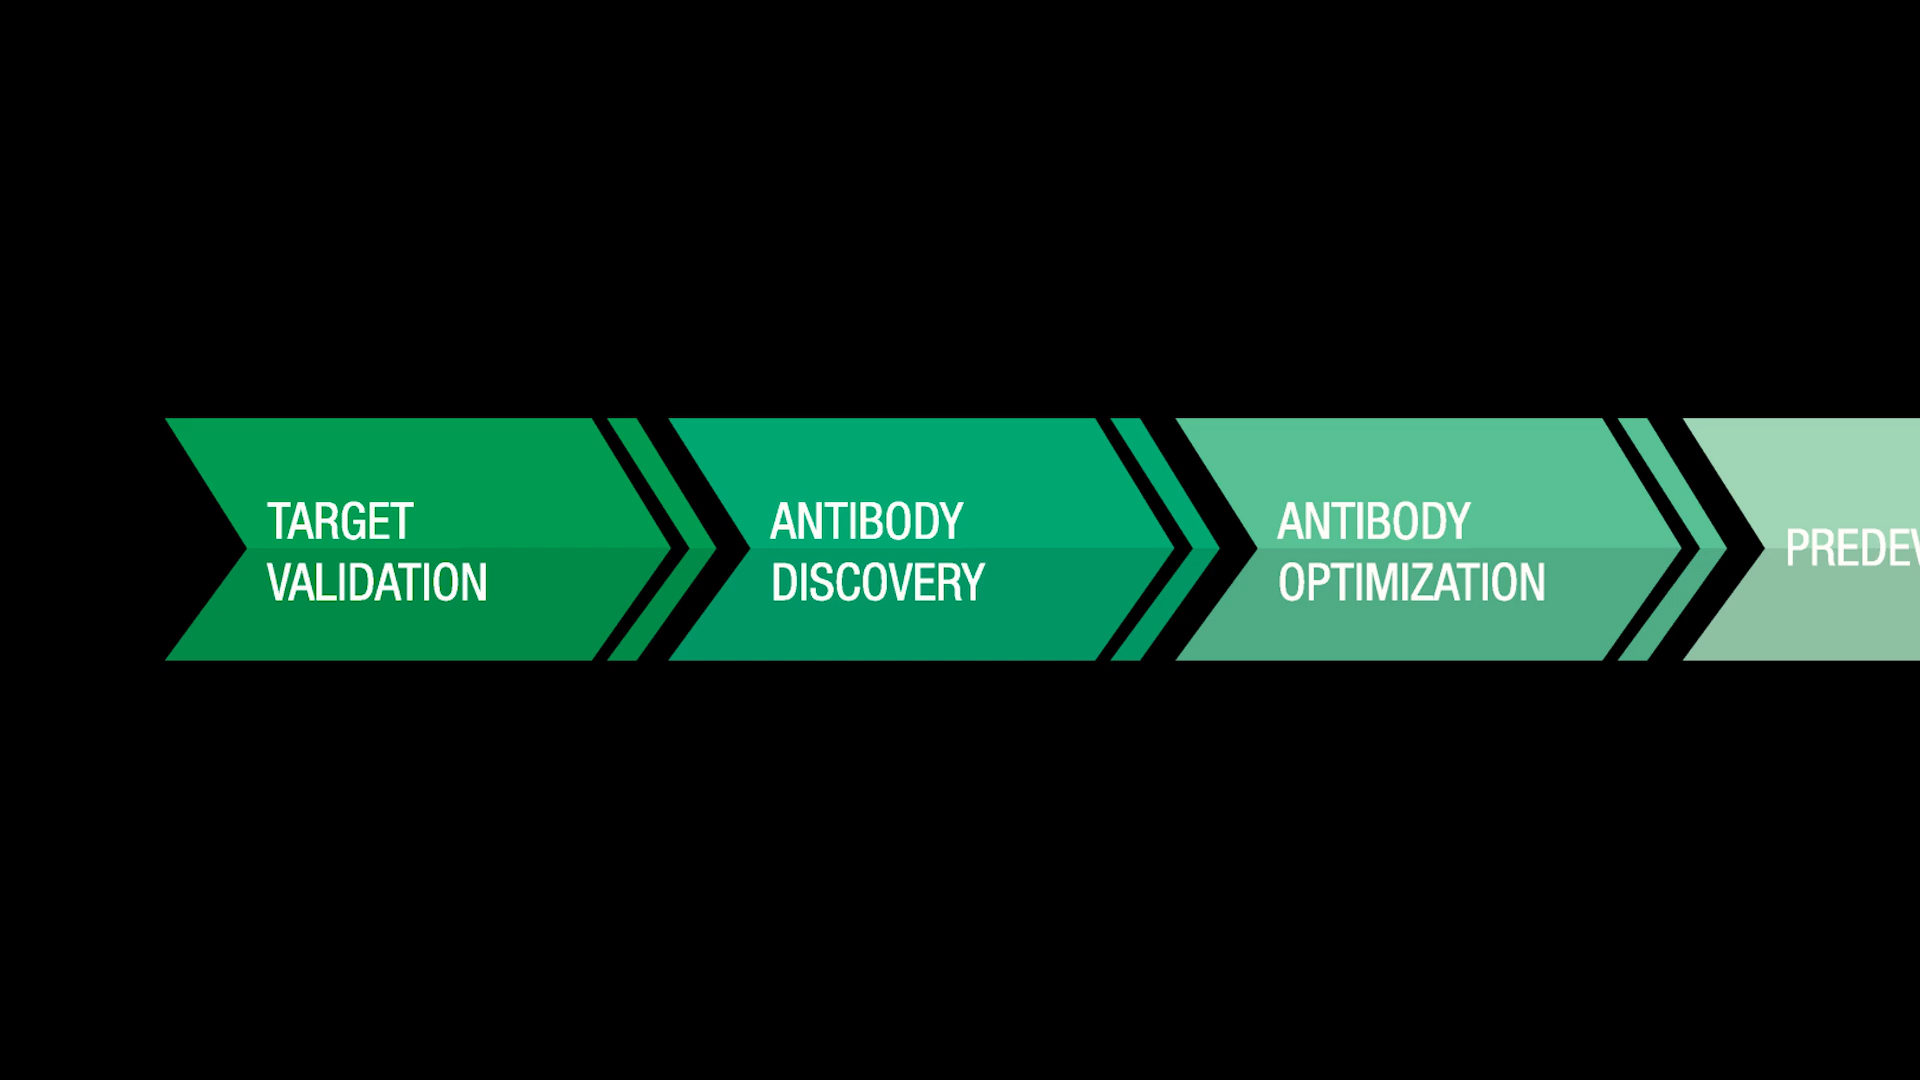 TARGET
VALIDATION
ANTIBODY
DISCOVERY
ANTIBODY
OPTIMIZATION